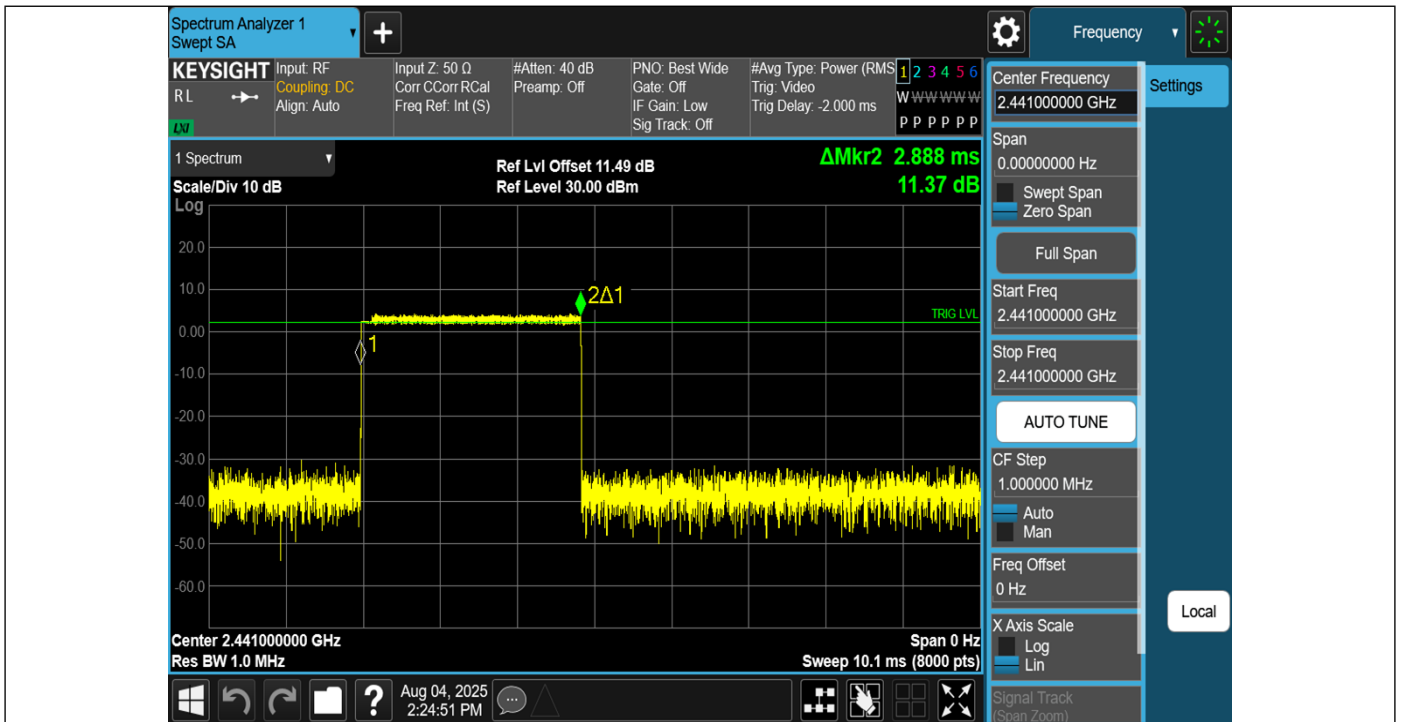 Spectrum Analyzer 1
Swept SA
+
Frequency
KEYSIGHT
RL
LXI
Input: RF
Coupling: DC
Align: Auto
Input Z: 50 Ω
Corr CCorr RCal
Freq Ref: Int (S)
#Atten: 40 dB
Preamp: Off
PNO: Best Wide
Gate: Off
IF Gain: Low
Sig Track: Off
#Avg Type: Power (RMS
Trig: Video
Trig Delay: -2.000 ms
1 2 3 4 5 6
W W W W W W
P P P P P P
1 Spectrum
Scale/Div 10 dB
Log
Ref Lvl Offset 11.49 dB
Ref Level 30.00 dBm
ΔMkr2 2.888 ms
11.37 dB
20.0
10.0
0.00
-10.0
-20.0
-30.0
-40.0
-50.0
-60.0
2Δ1
1
TRIG LVL
Center 2.441000000 GHz
Res BW 1.0 MHz
Span 0 Hz
Sweep 10.1 ms (8000 pts)
?
Aug 04, 2025
2:24:51 PM
Center Frequency
2.441000000 GHz
Settings
Span
0.00000000 Hz
Swept Span
Zero Span
Full Span
Start Freq
2.441000000 GHz
Stop Freq
2.441000000 GHz
AUTO TUNE
CF Step
1.000000 MHz
Auto
Man
Freq Offset
0 Hz
X Axis Scale
Log
Lin
Signal Track
(Span Zoom)
Local